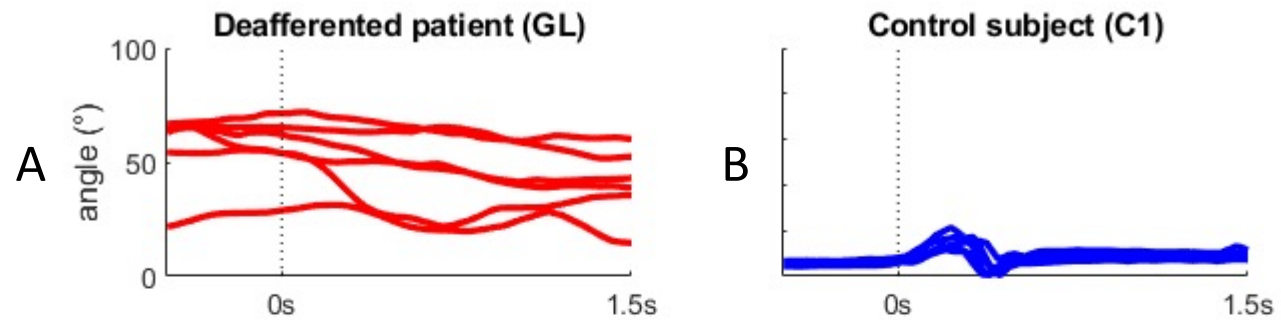 Deafferented patient (GL)
Control subject (C1)
A
angle (°)
100
50
0
0s
1.5s
B
0s
1.5s